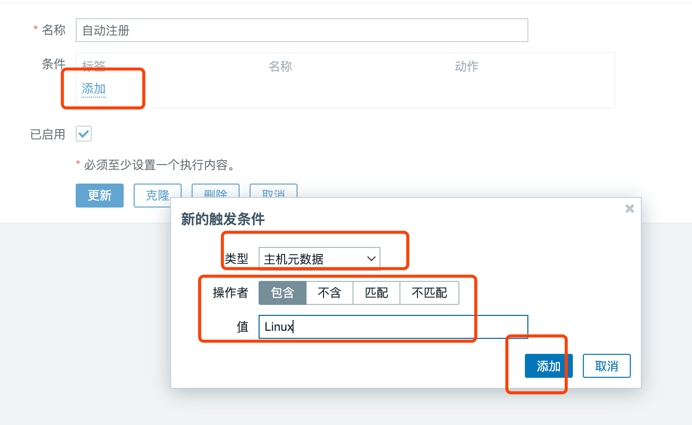 * 名称 自动注册
条件 标签 名称 动作
添加
已启用
* 必须至少设置一个执行内容。
更新 克隆 删除 取消
新的触发条件
类型 主机元数据
操作者 包含 不含 匹配 不匹配
值 Linux
添加 取消